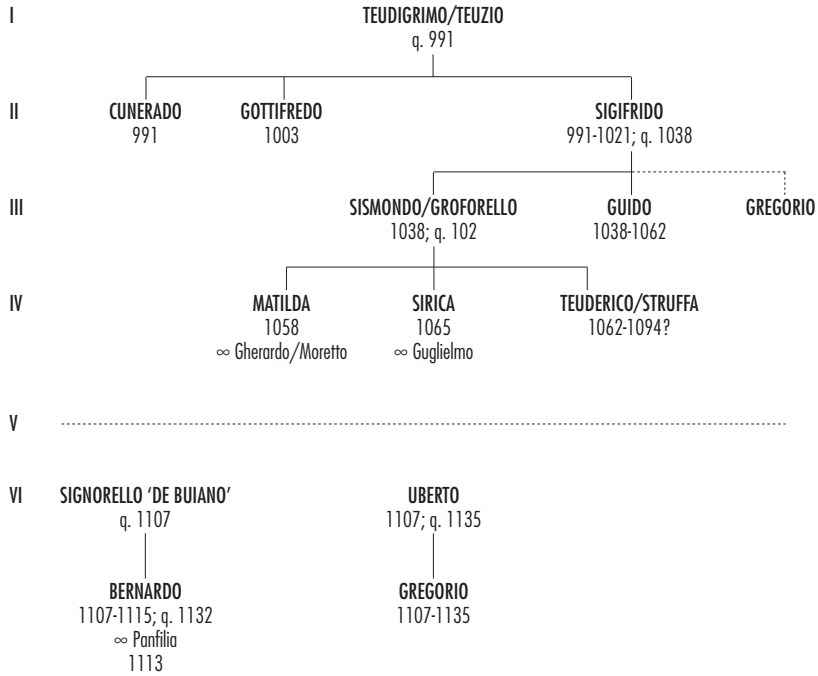 I TEUDIGRIMO/TEUZIO
q. 991
II CUNERADO GOTTIFREDO SIGIFRIDO
991 1003 991-1021; q. 1038
III SISMONDO/GROFORELLO GUIDO GREGORIO
1038; q. 102 1038-1062
IV MATILDA SIRICA TEUDERICO/STRUFFA
1058 1065 1062-1094?
∞ Gherardo/Moretto ∞ Guglielmo
V
VI SIGNORELLO ‘DE BUIANO’ UBERTO
q. 1107 1107; q. 1135
BERNARDO GREGORIO
1107-1115; q. 1132 1107-1135
∞ Panfilia
1113